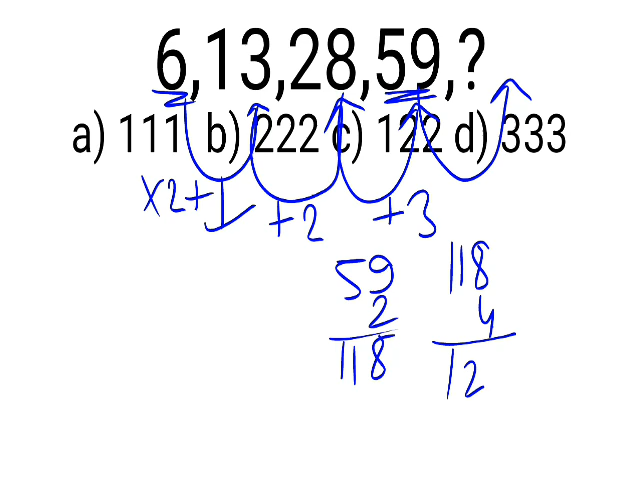 6,13,28,59,?
a) 111 b) 222 c) 122 d) 333
x2+1 +2 +3
59 118
2 4
118 12